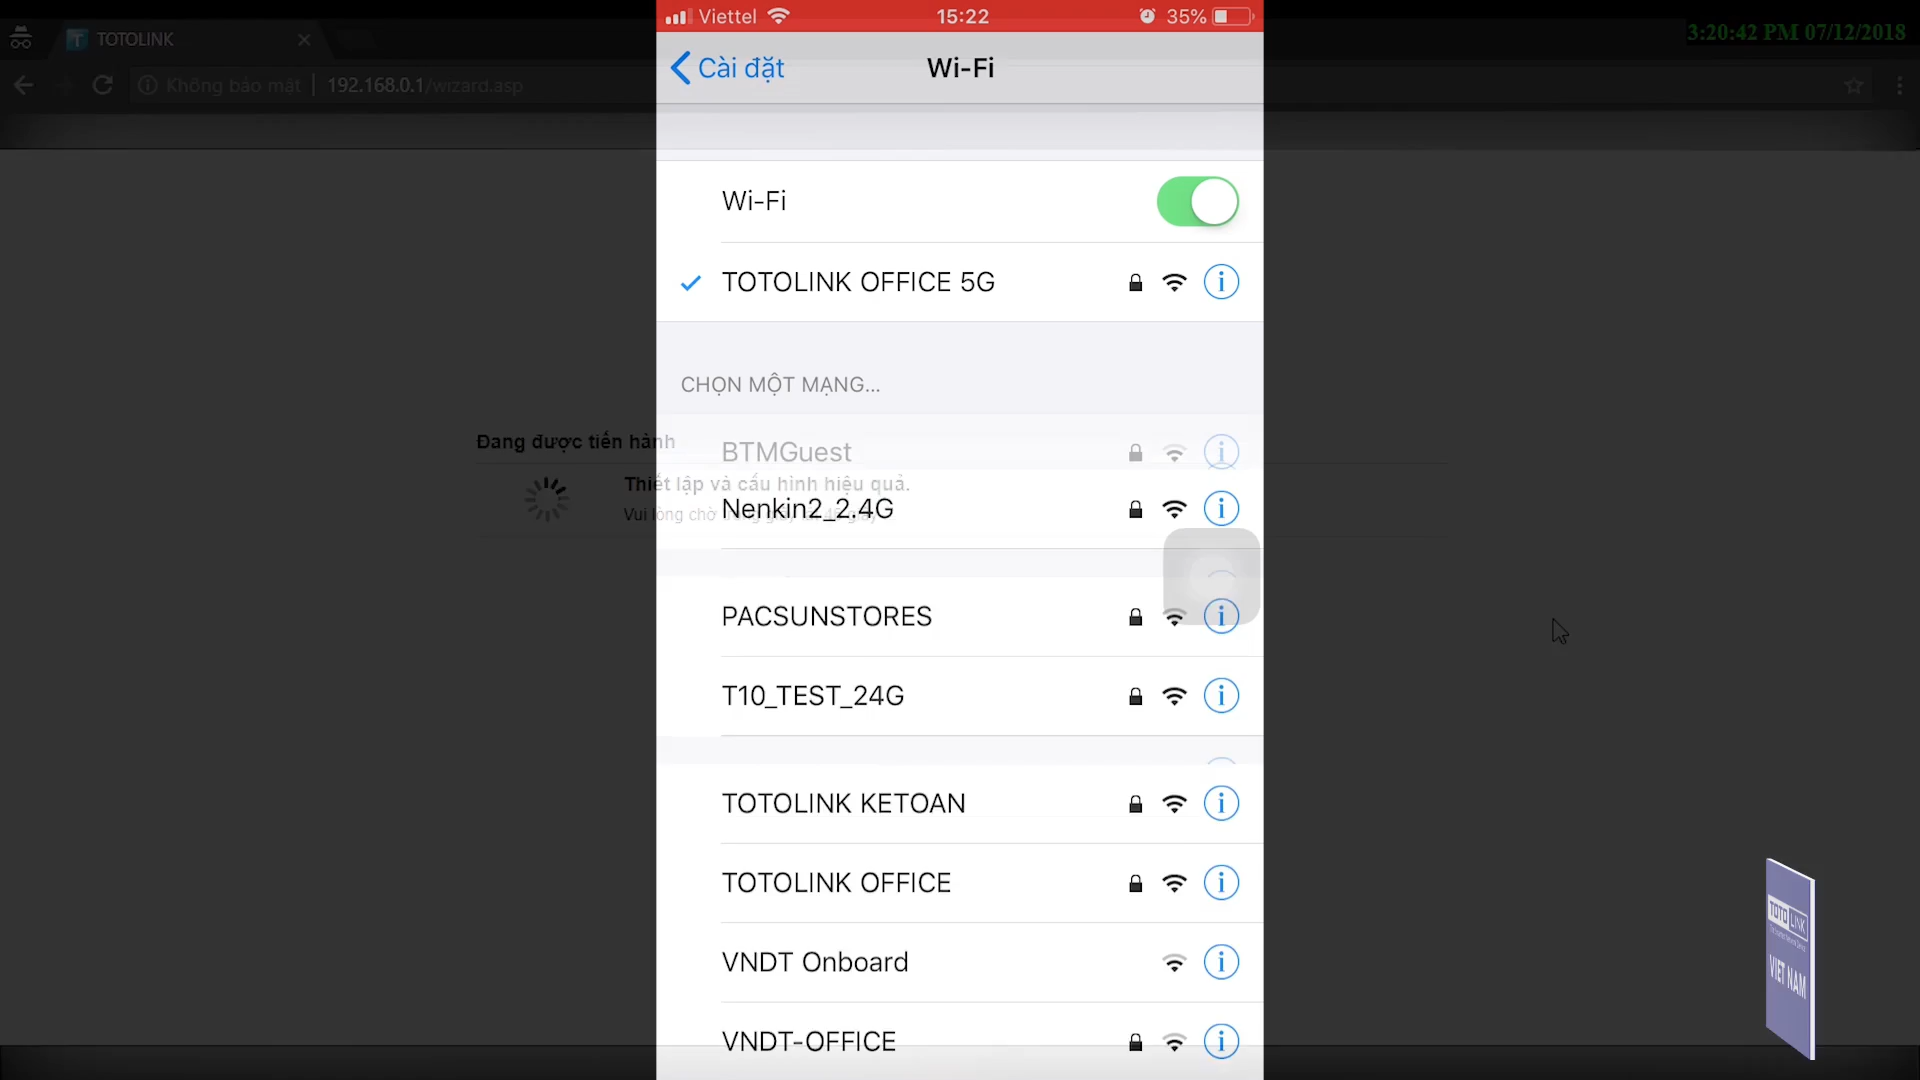 Viettel 15:22 35%
TOTOLINK
3:20:42 PM 07/12/2018
Cài đặt Wi-Fi
Không bảo mật 192.168.0.1/wizard.asp
Wi-Fi
TOTOLINK OFFICE 5G
CHỌN MỘT MẠNG...
Đang được tiến hành
BTMGuest
Thiết lập và cấu hình hiệu quả.
Nenkin2_2.4G
Vui lòng chờ
PACSUNSTORES
T10_TEST_24G
TOTOLINK KETOAN
TOTOLINK OFFICE
TOTOLINK
VIET NAM
VNDT Onboard
VNDT-OFFICE